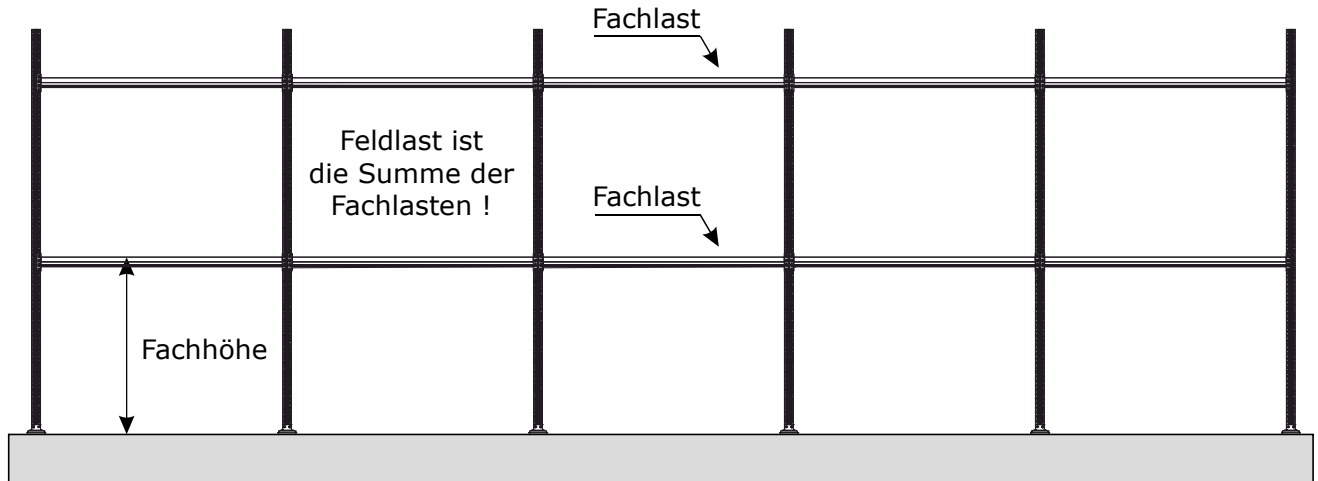 Fachlast
Feldlast ist
die Summe der
Fachlasten !
Fachlast
Fachhöhe